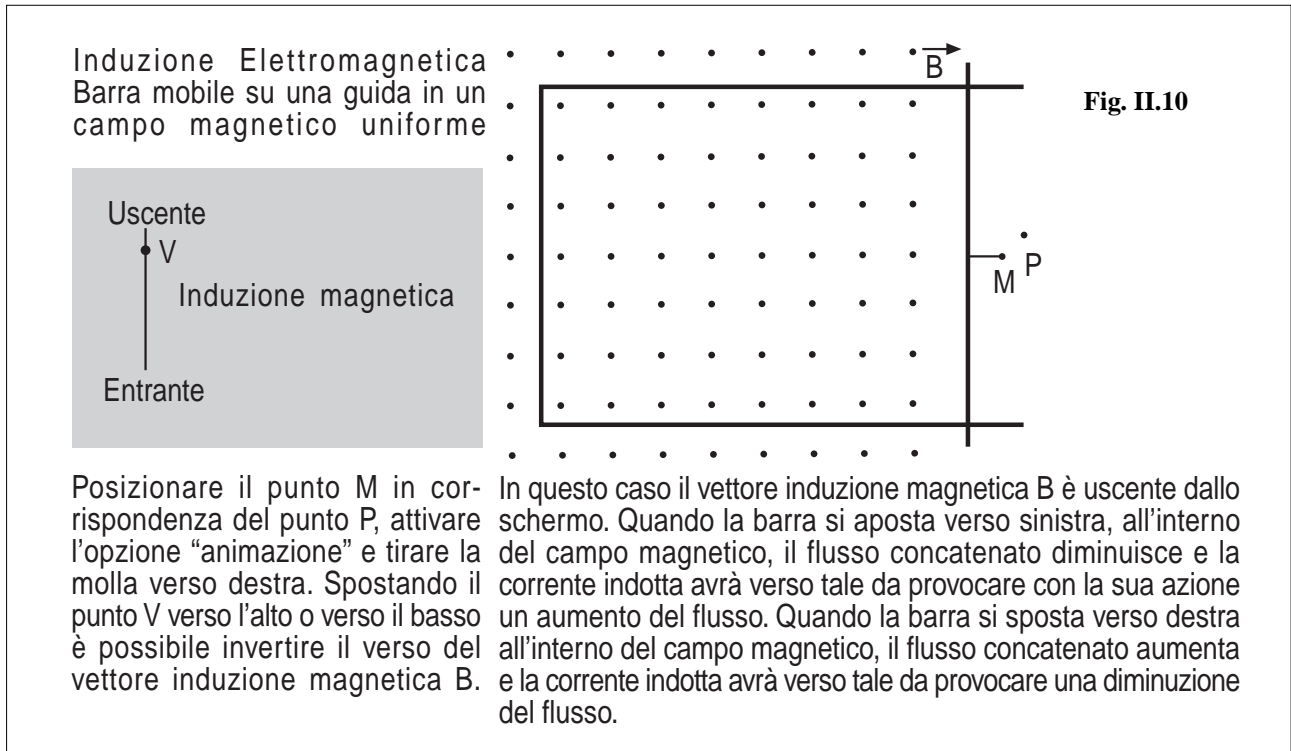 Induzione Elettromagnetica
Barra mobile su una guida in un
campo magnetico uniforme
Uscente
V
Induzione magnetica
Entrante
B
Fig. II.10
M
P
Posizionare il punto M in cor-
rispondenza del punto P, attivare
l'opzione “animazione” e tirare la
molla verso destra. Spostando il
punto V verso l'alto o verso il basso
è possibile invertire il verso del
vettore induzione magnetica B.
In questo caso il vettore induzione magnetica B è uscente dallo
schermo. Quando la barra si aposta verso sinistra, all'interno
del campo magnetico, il flusso concatenato diminuisce e la
corrente indotta avrà verso tale da provocare con la sua azione
un aumento del flusso. Quando la barra si sposta verso destra
all'interno del campo magnetico, il flusso concatenato aumenta
e la corrente indotta avrà verso tale da provocare una diminuzione
del flusso.